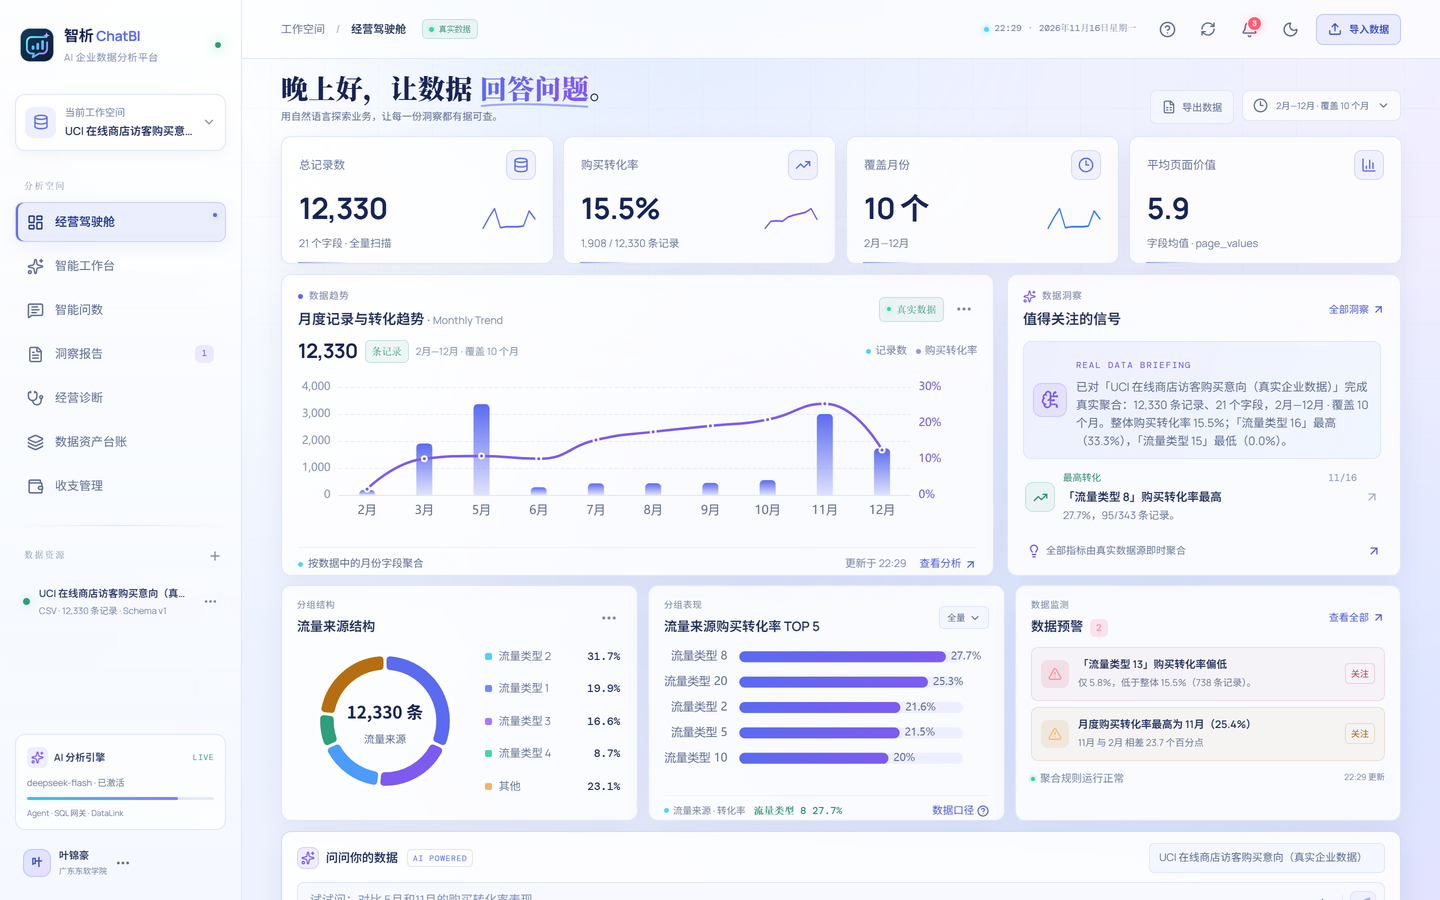 智析 ChatBI
AI 企业数据分析平台
当前工作空间
UCI 在线商店访客购买意...
分析空间
经营驾驶舱
智能工作台
智能问数
洞察报告
1
经营诊断
数据资产台账
收支管理
数据资源
UCI 在线商店访客购买意向（真...
CSV · 12,330 条记录 · Schema v1
AI 分析引擎
LIVE
deepseek-flash · 已激活
Agent · SQL 网关 · DataLink
叶
叶锦豪
广东东软学院
工作空间 / 经营驾驶舱
真实数据
22:29 · 2026年11月16日星期一
3
导入数据
晚上好，让数据 回答问题。
用自然语言探索业务，让每一份洞察都有据可查。
导出数据
2月—12月 · 覆盖 10 个月
总记录数
12,330
21 个字段 · 全量扫描
购买转化率
15.5%
1,908 / 12,330 条记录
覆盖月份
10 个
2月—12月
平均页面价值
5.9
字段均值 · page_values
数据趋势
月度记录与转化趋势 · Monthly Trend
真实数据
12,330 条记录 2月—12月 · 覆盖 10 个月
记录数 购买转化率
4,000
3,000
2,000
1,000
0
30%
20%
10%
0%
2月 3月 5月 6月 7月 8月 9月 10月 11月 12月
按数据中的月份字段聚合
更新于 22:29 查看分析
数据洞察
值得关注的信号
全部洞察
REAL DATA BRIEFING
已对「UCI 在线商店访客购买意向（真实企业数据）」完成
真实聚合：12,330 条记录、21 个字段，2月—12月 · 覆盖 10
个月。整体购买转化率 15.5%；「流量类型 16」最高
（33.3%），「流量类型 15」最低（0.0%）。
最高转化
11/16
「流量类型 8」购买转化率最高
27.7%，95/343 条记录。
全部指标由真实数据源即时聚合
分组结构
流量来源结构
12,330 条
流量来源
流量类型 2 31.7%
流量类型 1 19.9%
流量类型 3 16.6%
流量类型 4 8.7%
其他 23.1%
分组表现
流量来源购买转化率 TOP 5
全量
流量类型 8 27.7%
流量类型 20 25.3%
流量类型 2 21.6%
流量类型 5 21.5%
流量类型 10 20%
流量来源 · 转化率 流量类型 8 27.7%
数据口径
数据监测
数据预警 2
查看全部
「流量类型 13」购买转化率偏低
仅 5.8%，低于整体 15.5%（738 条记录）。
关注
月度购买转化率最高为 11月（25.4%）
11月 与 2月 相差 23.7 个百分点
关注
聚合规则运行正常
22:29 更新
问问你的数据
AI POWERED
UCI 在线商店访客购买意向（真实企业数据）
试试问：对比 5月和11月的购买转化率表现